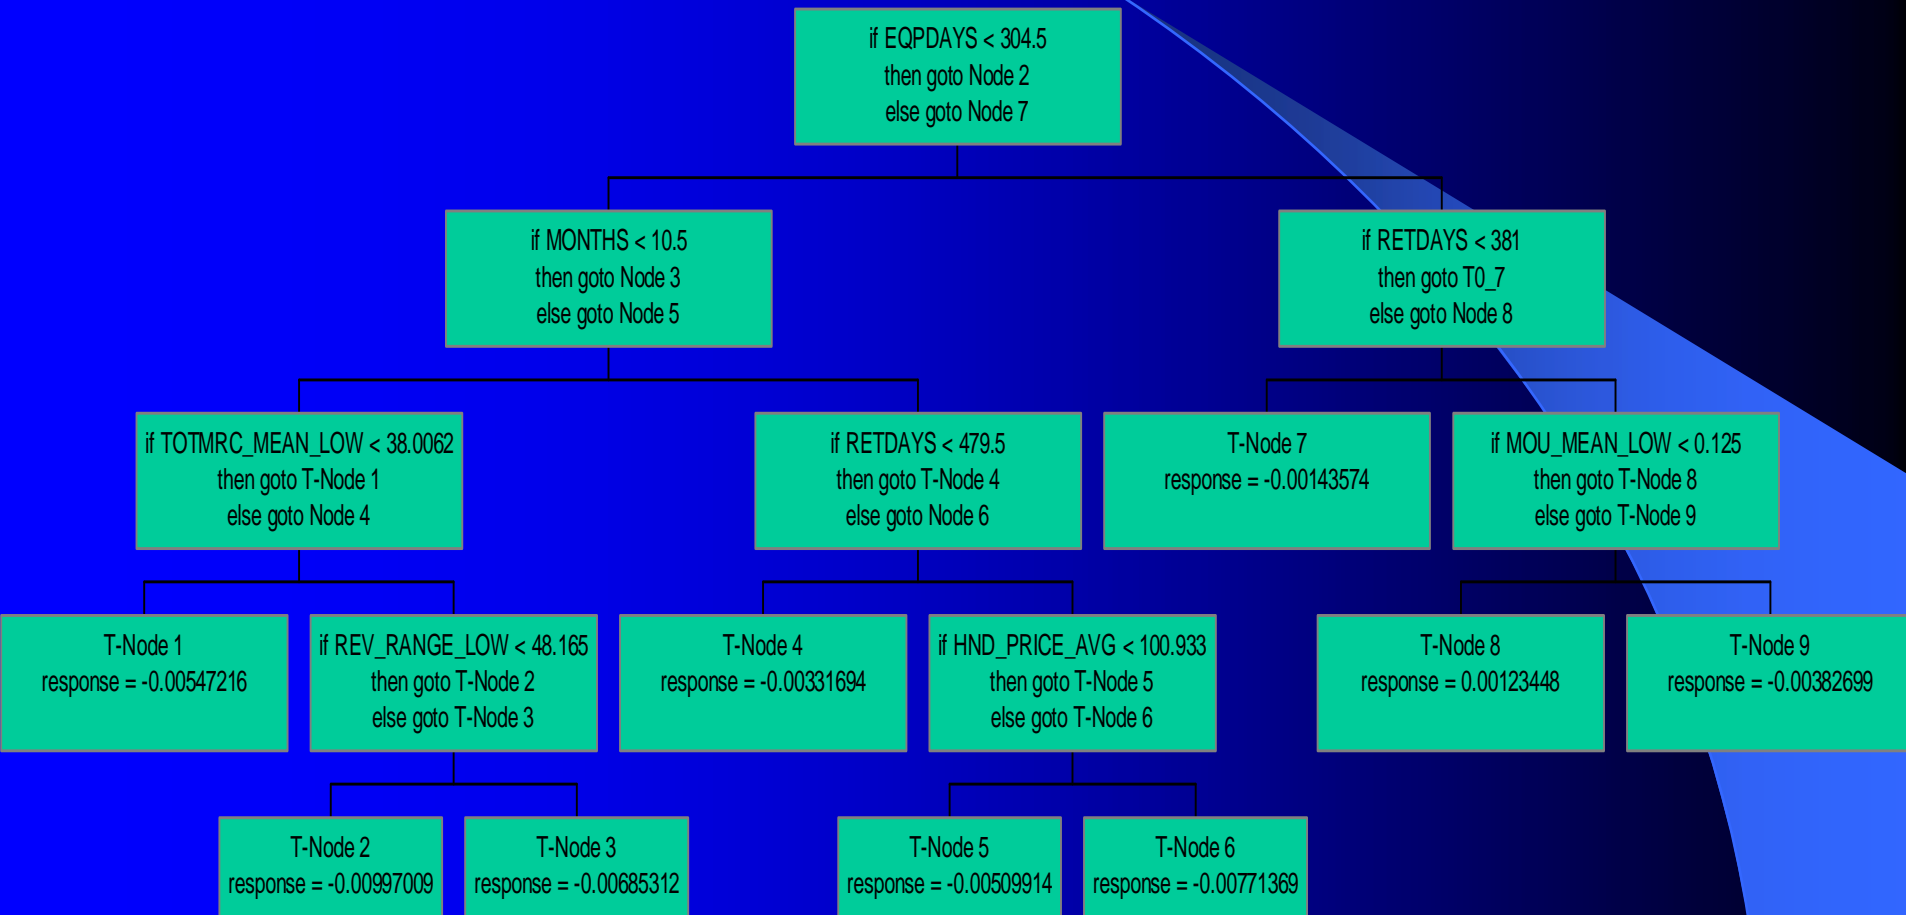 if EQPDAYS < 304.5
then goto Node 2
else goto Node 7
if MONTHS < 10.5
then goto Node 3
else goto Node 5
if RETDAYS < 381
then goto T0_7
else goto Node 8
if TOTMRC_MEAN_LOW < 38.0062
then goto T-Node 1
else goto Node 4
if RETDAYS < 479.5
then goto T-Node 4
else goto Node 6
T-Node 7
response = -0.00143574
if MOU_MEAN_LOW < 0.125
then goto T-Node 8
else goto T-Node 9
T-Node 1
response = -0.00547216
if REV_RANGE_LOW < 48.165
then goto T-Node 2
else goto T-Node 3
T-Node 4
response = -0.00331694
if HND_PRICE_AVG < 100.933
then goto T-Node 5
else goto T-Node 6
T-Node 8
response = 0.00123448
T-Node 9
response = -0.00382699
T-Node 2
response = -0.00997009
T-Node 3
response = -0.00685312
T-Node 5
response = -0.00509914
T-Node 6
response = -0.00771369